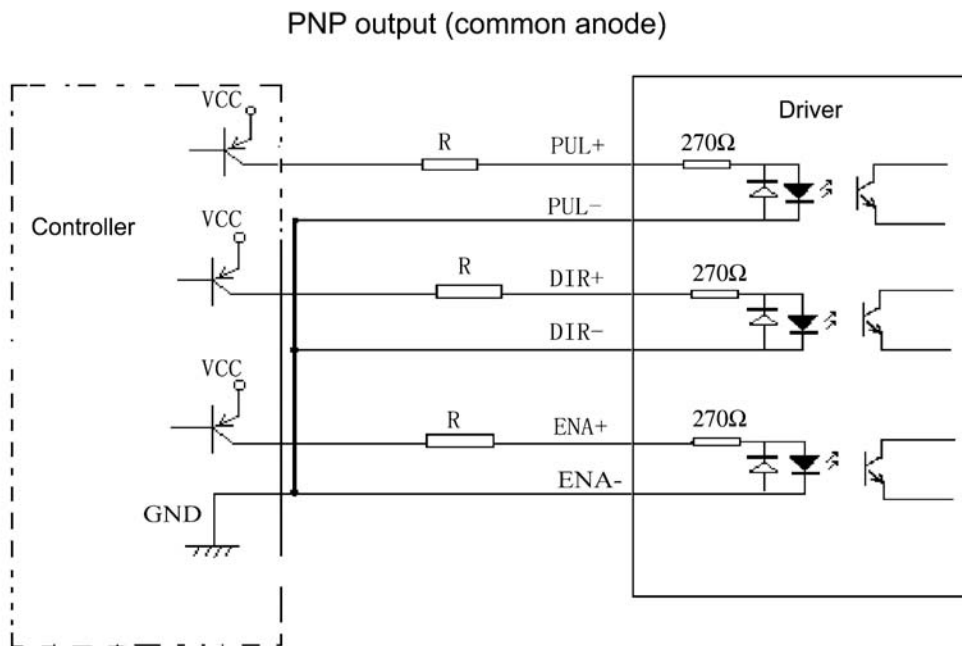 PNP output (common anode)
VCC
R
PUL+
270Ω
Driver
PUL-
Controller
VCC
R
DIR+
270Ω
DIR-
VCC
R
ENA+
270Ω
ENA-
GND